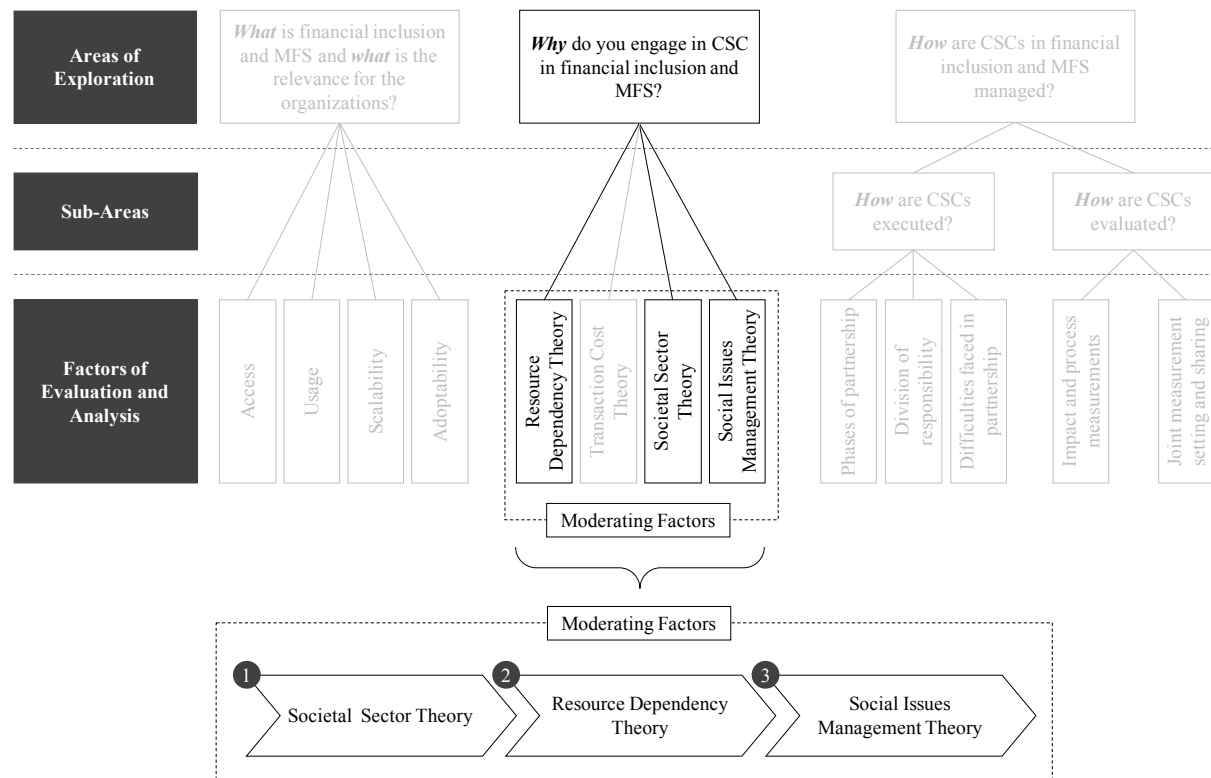 Areas of
Exploration
What is financial inclusion
and MFS and what is the
relevance for the
organizations?
Why do you engage in CSC
in financial inclusion and
MFS?
How are CSCs in financial
inclusion and MFS
managed?
Sub-Areas
How are CSCs
executed?
How are CSCs
evaluated?
Factors of
Evaluation and
Analysis
Access
Usage
Scalability
Adoptability
Resource
Dependency Theory
Transaction Cost
Theory
Societal Sector
Theory
Social Issues
Management Theory
Phases of partnership
Division of
responsibility
Difficulties faced in
partnership
Impact and process
measurements
Joint measurement
setting and sharing
Moderating Factors
Moderating Factors
1
Societal Sector Theory
2
Resource Dependency
Theory
3
Social Issues
Management Theory